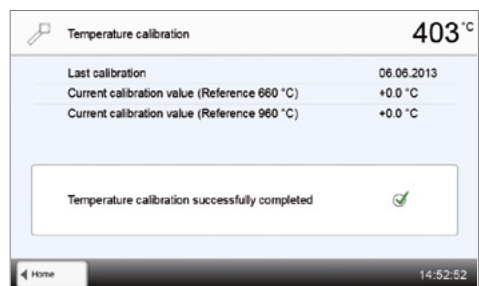 Temperature calibration 403 °C
Last calibration 06.06.2013
Current calibration value (Reference 660 °C) +0.0 °C
Current calibration value (Reference 960 °C) +0.0 °C
Temperature calibration successfully completed
Home 14:52:52